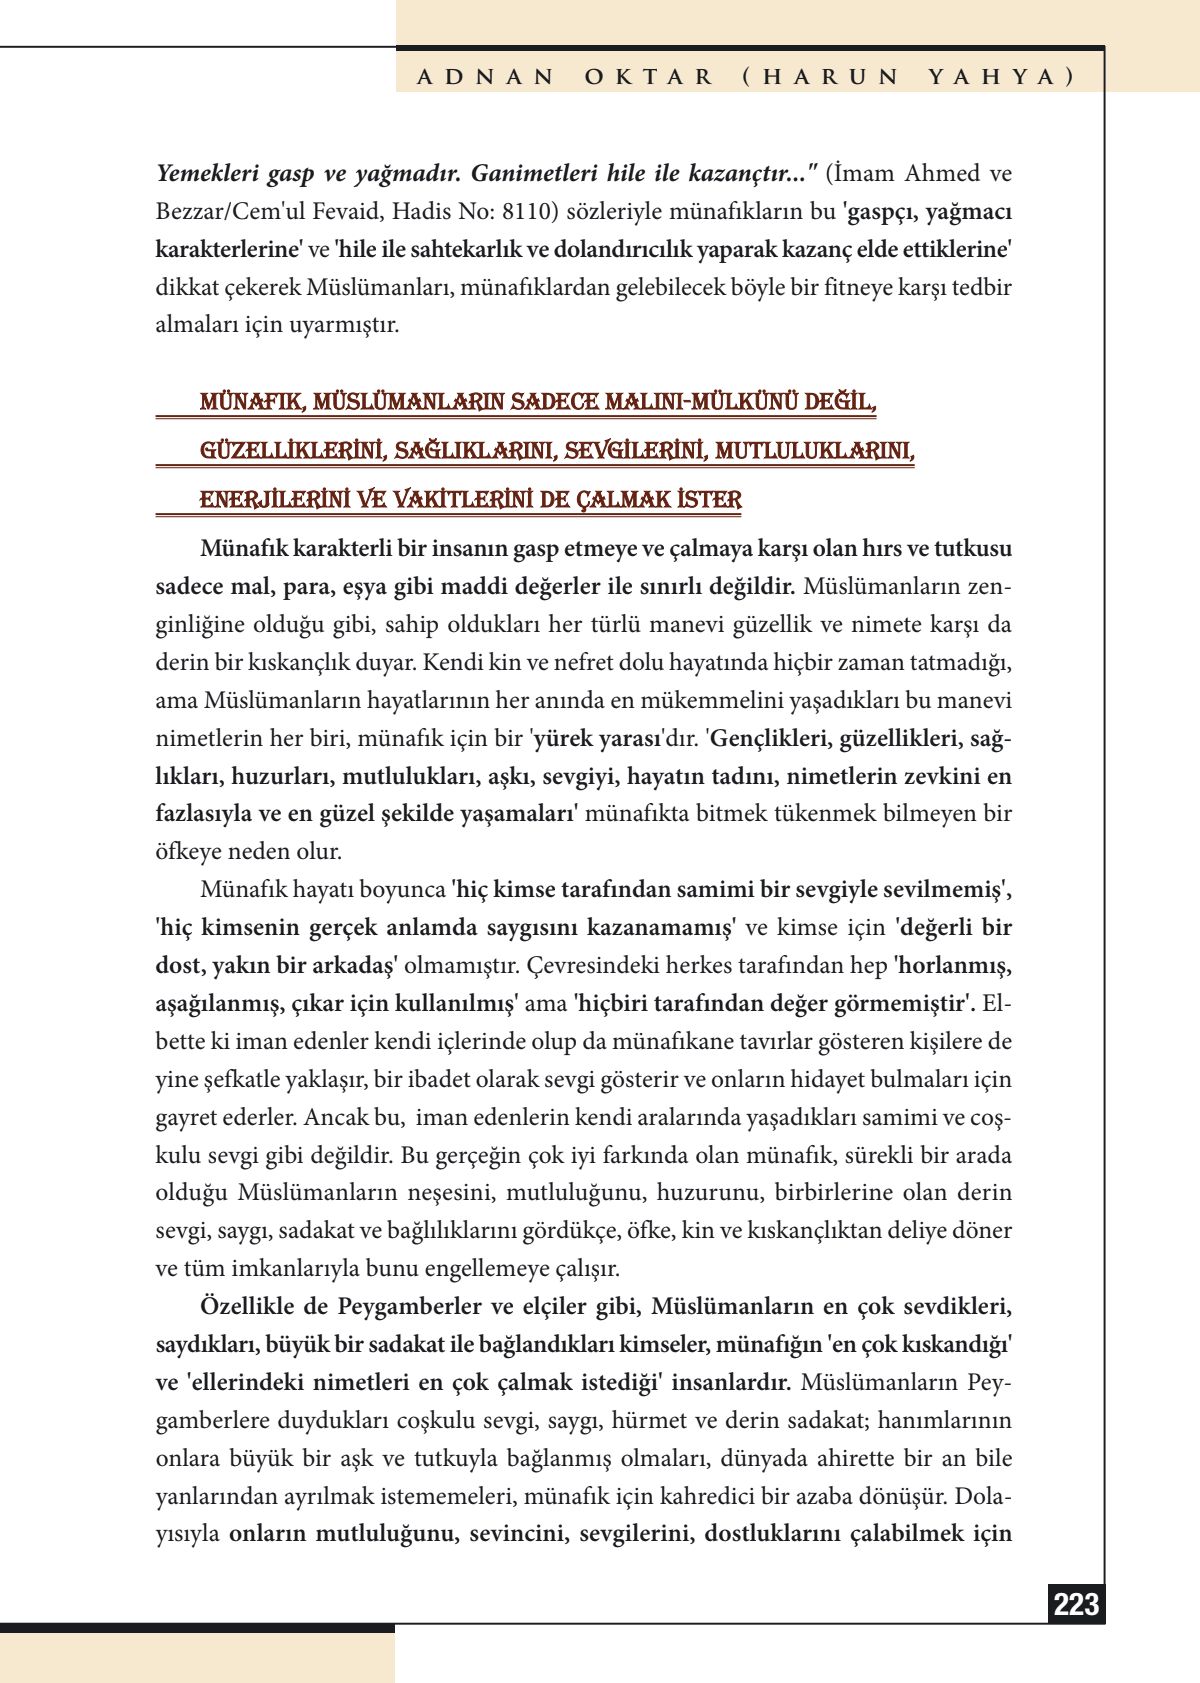 ADNAN OKTAR (HARUN YAHYA)
Yemekleri gasp ve yağmadır. Ganimetleri hile ile kazançtır..." (İmam Ahmed ve
Bezzar/Cem'ul Fevaid, Hadis No: 8110) sözleriyle münafıkların bu 'gaspçı, yağmacı
karakterlerine' ve 'hile ile sahtekarlık ve dolandırıcılık yaparak kazanç elde ettiklerine'
dikkat çekerek Müslümanları, münafıklardan gelebilecek böyle bir fitneye karşı tedbir
almaları için uyarmıştır.
MÜNAFIK, MÜSLÜMANLARIN SADECE MALINI-MÜLKÜNÜ DEĞİL,
GÜZELLİKLERİNİ, SAĞLIKLARINI, SEVGİLERİNİ, MUTLULUKLARINI,
ENERJİLERİNİ VE VAKİTLERİNİ DE ÇALMAK İSTER
Münafık karakterli bir insanın gasp etmeye ve çalmaya karşı olan hırs ve tutkusu
sadece mal, para, eşya gibi maddi değerler ile sınırlı değildir. Müslümanların zen-
ginliğine olduğu gibi, sahip oldukları her türlü manevi güzellik ve nimete karşı da
derin bir kıskançlık duyar. Kendi kin ve nefret dolu hayatında hiçbir zaman tatmadığı,
ama Müslümanların hayatlarının her anında en mükemmelini yaşadıkları bu manevi
nimetlerin her biri, münafık için bir 'yürek yarası'dır. 'Gençlikleri, güzellikleri, sağ-
lıkları, huzurları, mutlulukları, aşkı, sevgiyi, hayatın tadını, nimetlerin zevkini en
fazlasıyla ve en güzel şekilde yaşamaları' münafıkta bitmek tükenmek bilmeyen bir
öfkeye neden olur.
Münafık hayatı boyunca 'hiç kimse tarafından samimi bir sevgiyle sevilmemiş',
'hiç kimsenin gerçek anlamda saygısını kazanamamış' ve kimse için 'değerli bir
dost, yakın bir arkadaş' olmamıştır. Çevresindeki herkes tarafından hep 'horlanmış,
aşağılanmış, çıkar için kullanılmış' ama 'hiçbiri tarafından değer görmemiştir'. El-
bette ki iman edenler kendi içlerinde olup da münafıkane tavırlar gösteren kişilere de
yine şefkatle yaklaşır, bir ibadet olarak sevgi gösterir ve onların hidayet bulmaları için
gayret ederler. Ancak bu, iman edenlerin kendi aralarında yaşadıkları samimi ve coş-
kulu sevgi gibi değildir. Bu gerçeğin çok iyi farkında olan münafık, sürekli bir arada
olduğu Müslümanların neşesini, mutluluğunu, huzurunu, birbirlerine olan derin
sevgi, saygı, sadakat ve bağlılıklarını gördükçe, öfke, kin ve kıskançlıktan deliye döner
ve tüm imkanlarıyla bunu engellemeye çalışır.
Özellikle de Peygamberler ve elçiler gibi, Müslümanların en çok sevdikleri,
saydıkları, büyük bir sadakat ile bağlandıkları kimseler, münafığın 'en çok kıskandığı'
ve 'ellerindeki nimetleri en çok çalmak istediği' insanlardır. Müslümanların Pey-
gamberlere duydukları coşkulu sevgi, saygı, hürmet ve derin sadakat; hanımlarının
onlara büyük bir aşk ve tutkuyla bağlanmış olmaları, dünyada ahirette bir an bile
yanlarından ayrılmak istememeleri, münafık için kahredici bir azaba dönüşür. Dola-
yısıyla onların mutluluğunu, sevincini, sevgilerini, dostluklarını çalabilmek için
223